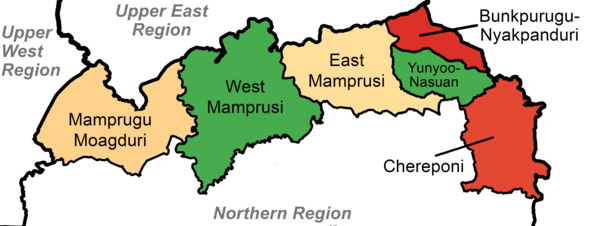 Upper East
Region
Upper
West
Region
Bunkpurugu-
Nyakpanduri
East
Mamprusi
Yunyoo-
Nasuan
West
Mamprusi
Mamprugu
Moagduri
Chereponi
Northern Region